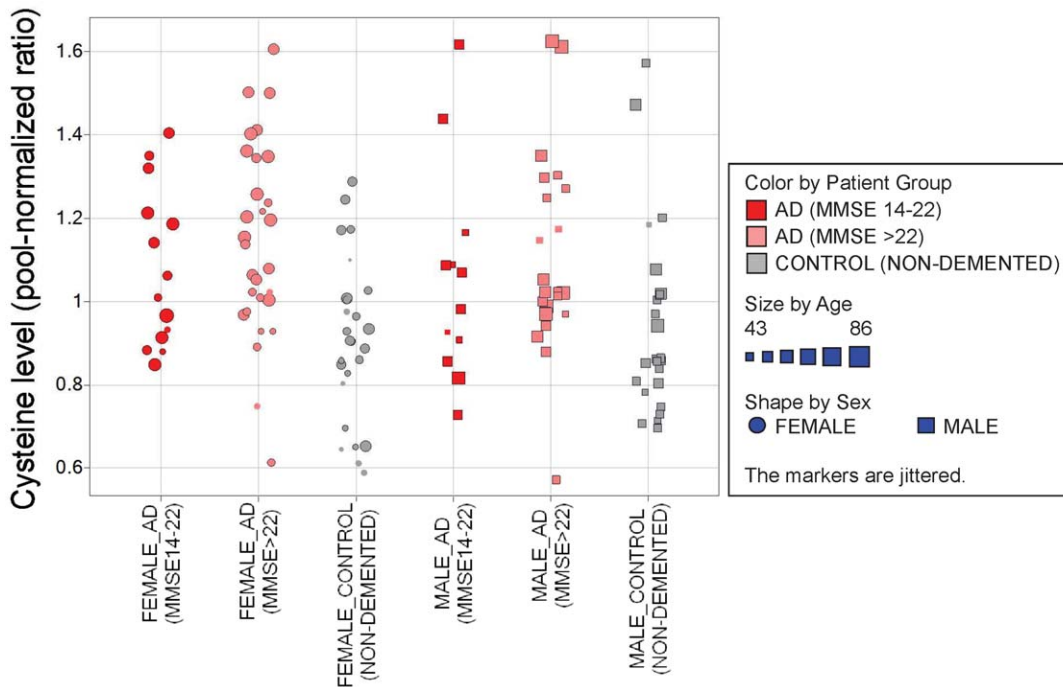 Cysteine level (pool-normalized ratio)
1.6
1.4
1.2
1
0.8
0.6
FEMALE_AD
(MMSE14-22)
FEMALE_AD
(MMSE>22)
FEMALE_CONTROL
(NON-DEMENTED)
MALE_AD
(MMSE14-22)
MALE_AD
(MMSE>22)
MALE_CONTROL
(NON-DEMENTED)
Color by Patient Group
AD (MMSE 14-22)
AD (MMSE >22)
CONTROL (NON-DEMENTED)
Size by Age
43 86
Shape by Sex
FEMALE MALE
The markers are jittered.